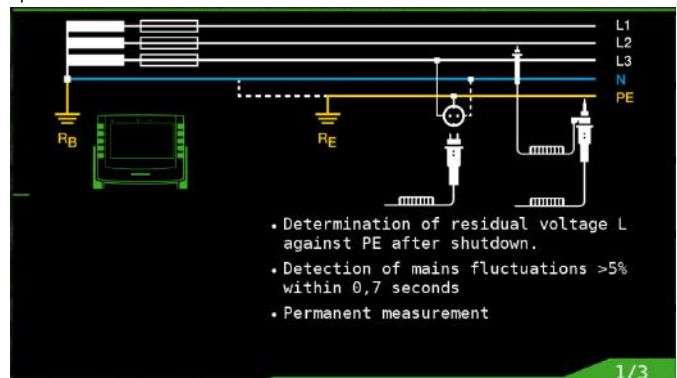 L1
L2
L3
N
PE
RB
RE
• Determination of residual voltage L
against PE after shutdown.
• Detection of mains fluctuations >5%
within 0,7 seconds
• Permanent measurement
1/3